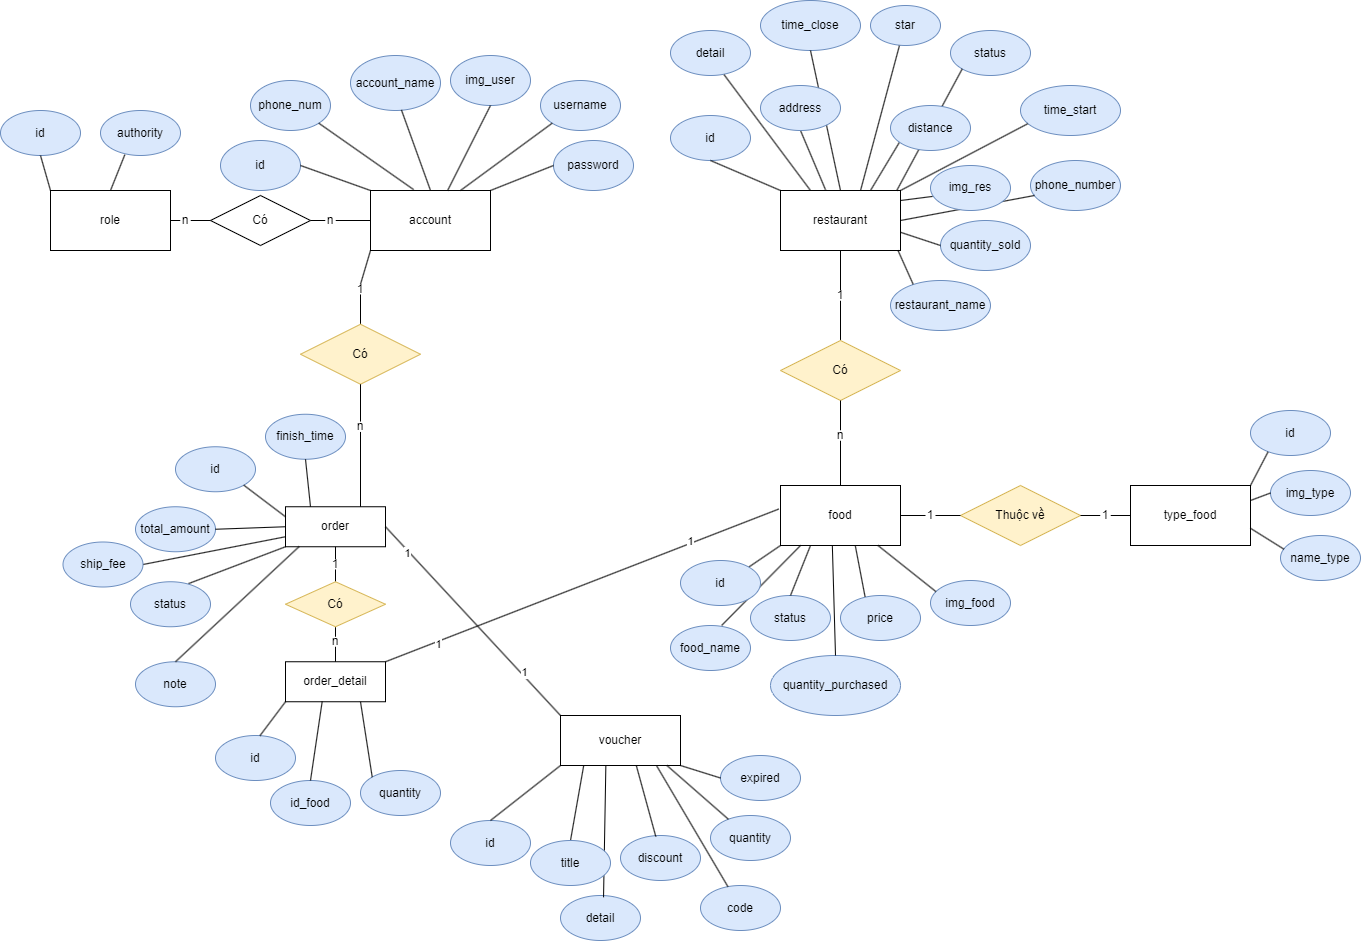 time_close
star
detail
status
account_name
img_user
phone_num
username
address
time_start
id
authority
distance
id
id
password
img_res
phone_number
role
n
Có
n
account
restaurant
quantity_sold
1
1
restaurant_name
Có
Có
n
n
finish_time
id
id
img_type
total_amount
order
food
1
Thuộc về
1
type_food
ship_fee
1
1
1
name_type
status
Có
id
status
price
img_food
n
1
food_name
note
order_detail
1
quantity_purchased
id
id_food
quantity
voucher
expired
id
title
discount
quantity
detail
code